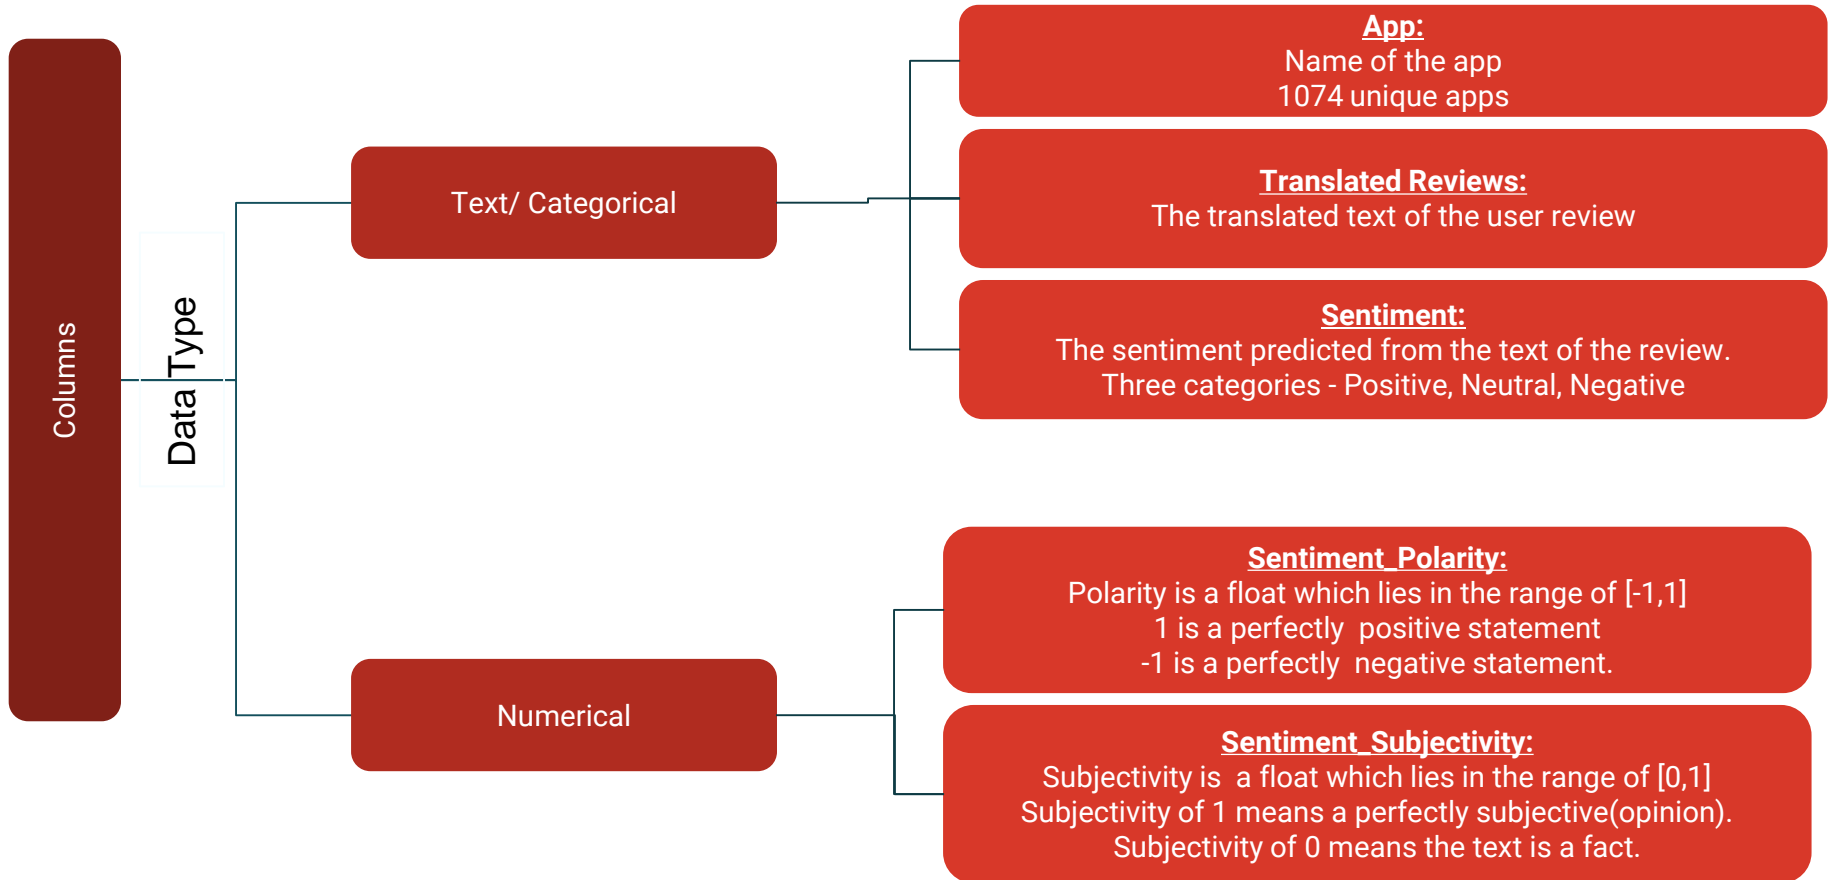 Columns
Data Type
Text/ Categorical
App:
Name of the app
1074 unique apps
Translated Reviews:
The translated text of the user review
Sentiment:
The sentiment predicted from the text of the review.
Three categories - Positive, Neutral, Negative
Numerical
Sentiment_Polarity:
Polarity is a float which lies in the range of [-1,1]
1 is a perfectly  positive statement
-1 is a perfectly  negative statement.
Sentiment_Subjectivity:
Subjectivity is  a float which lies in the range of [0,1]
Subjectivity of 1 means a perfectly subjective(opinion).
Subjectivity of 0 means the text is a fact.